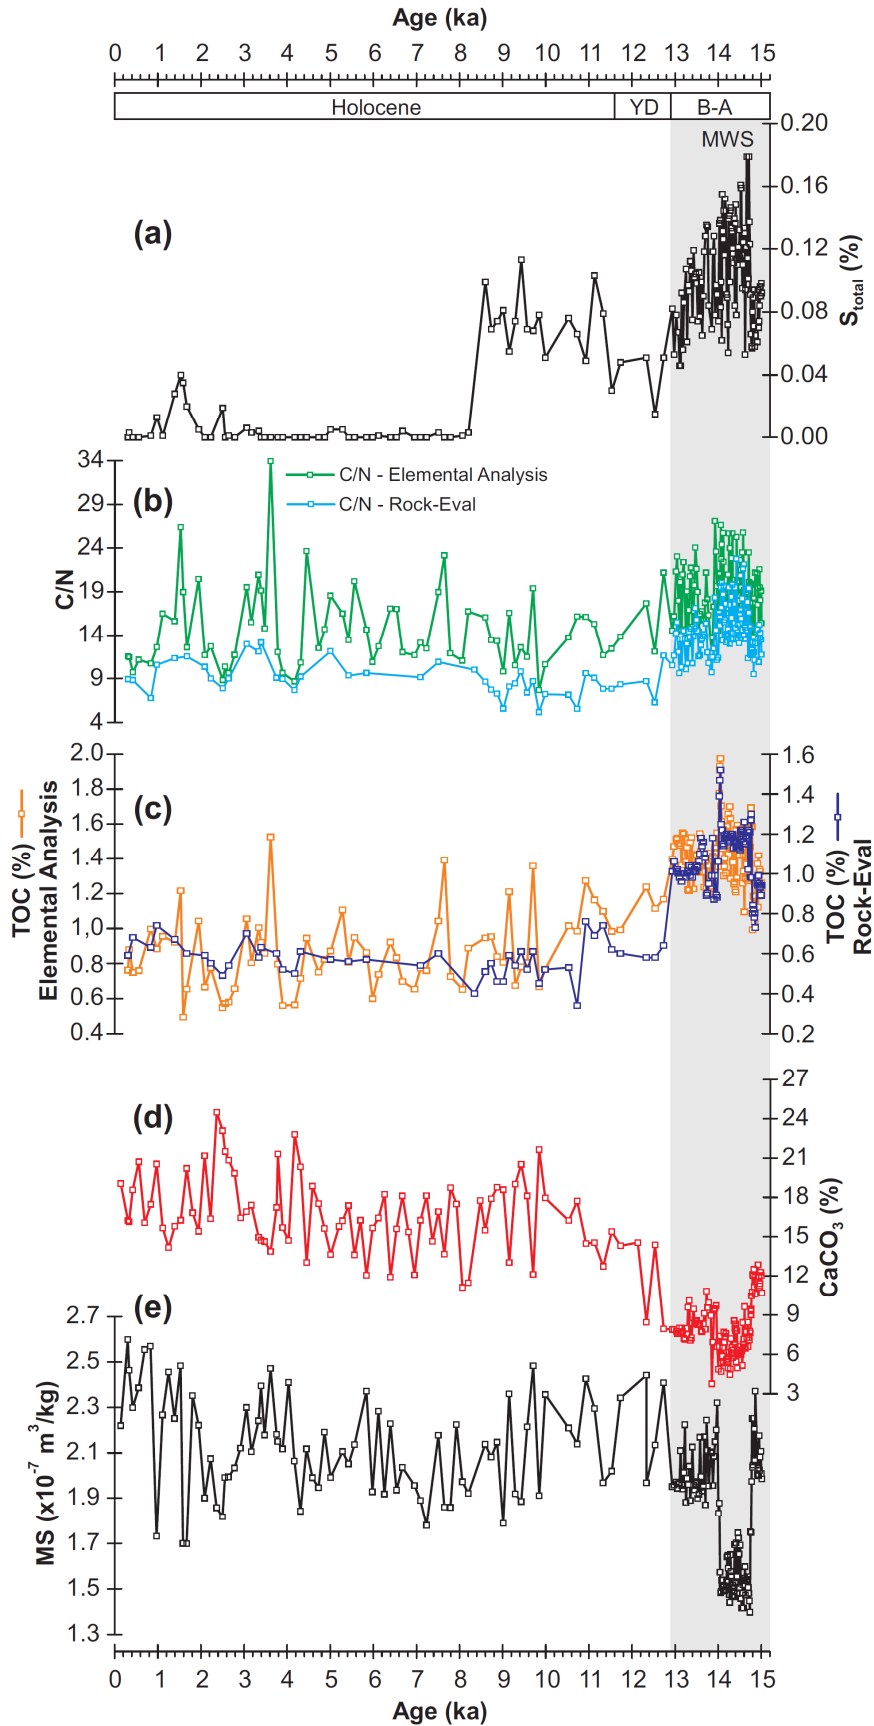 Age (ka)
0 1 2 3 4 5 6 7 8 9 10 11 12 13 14 15
Holocene YD B-A
MWS
(a)
0.20
0.16
0.12
0.08
0.04
0.00
S_total (%)
(b)
C/N - Elemental Analysis
C/N - Rock-Eval
34
29
24
19
14
9
4
C/N
(c)
2.0
1.8
1.6
1.4
1.2
1.0
0.8
0.6
0.4
TOC (%)
Elemental Analysis
1.6
1.4
1.2
1.0
0.8
0.6
0.4
0.2
TOC (%)
Rock-Eval
(d)
27
24
21
18
15
12
9
6
3
CaCO₃ (%)
(e)
2.7
2.5
2.3
2.1
1.9
1.7
1.5
1.3
MS (x10⁻⁷ m³/kg)
0 1 2 3 4 5 6 7 8 9 10 11 12 13 14 15
Age (ka)